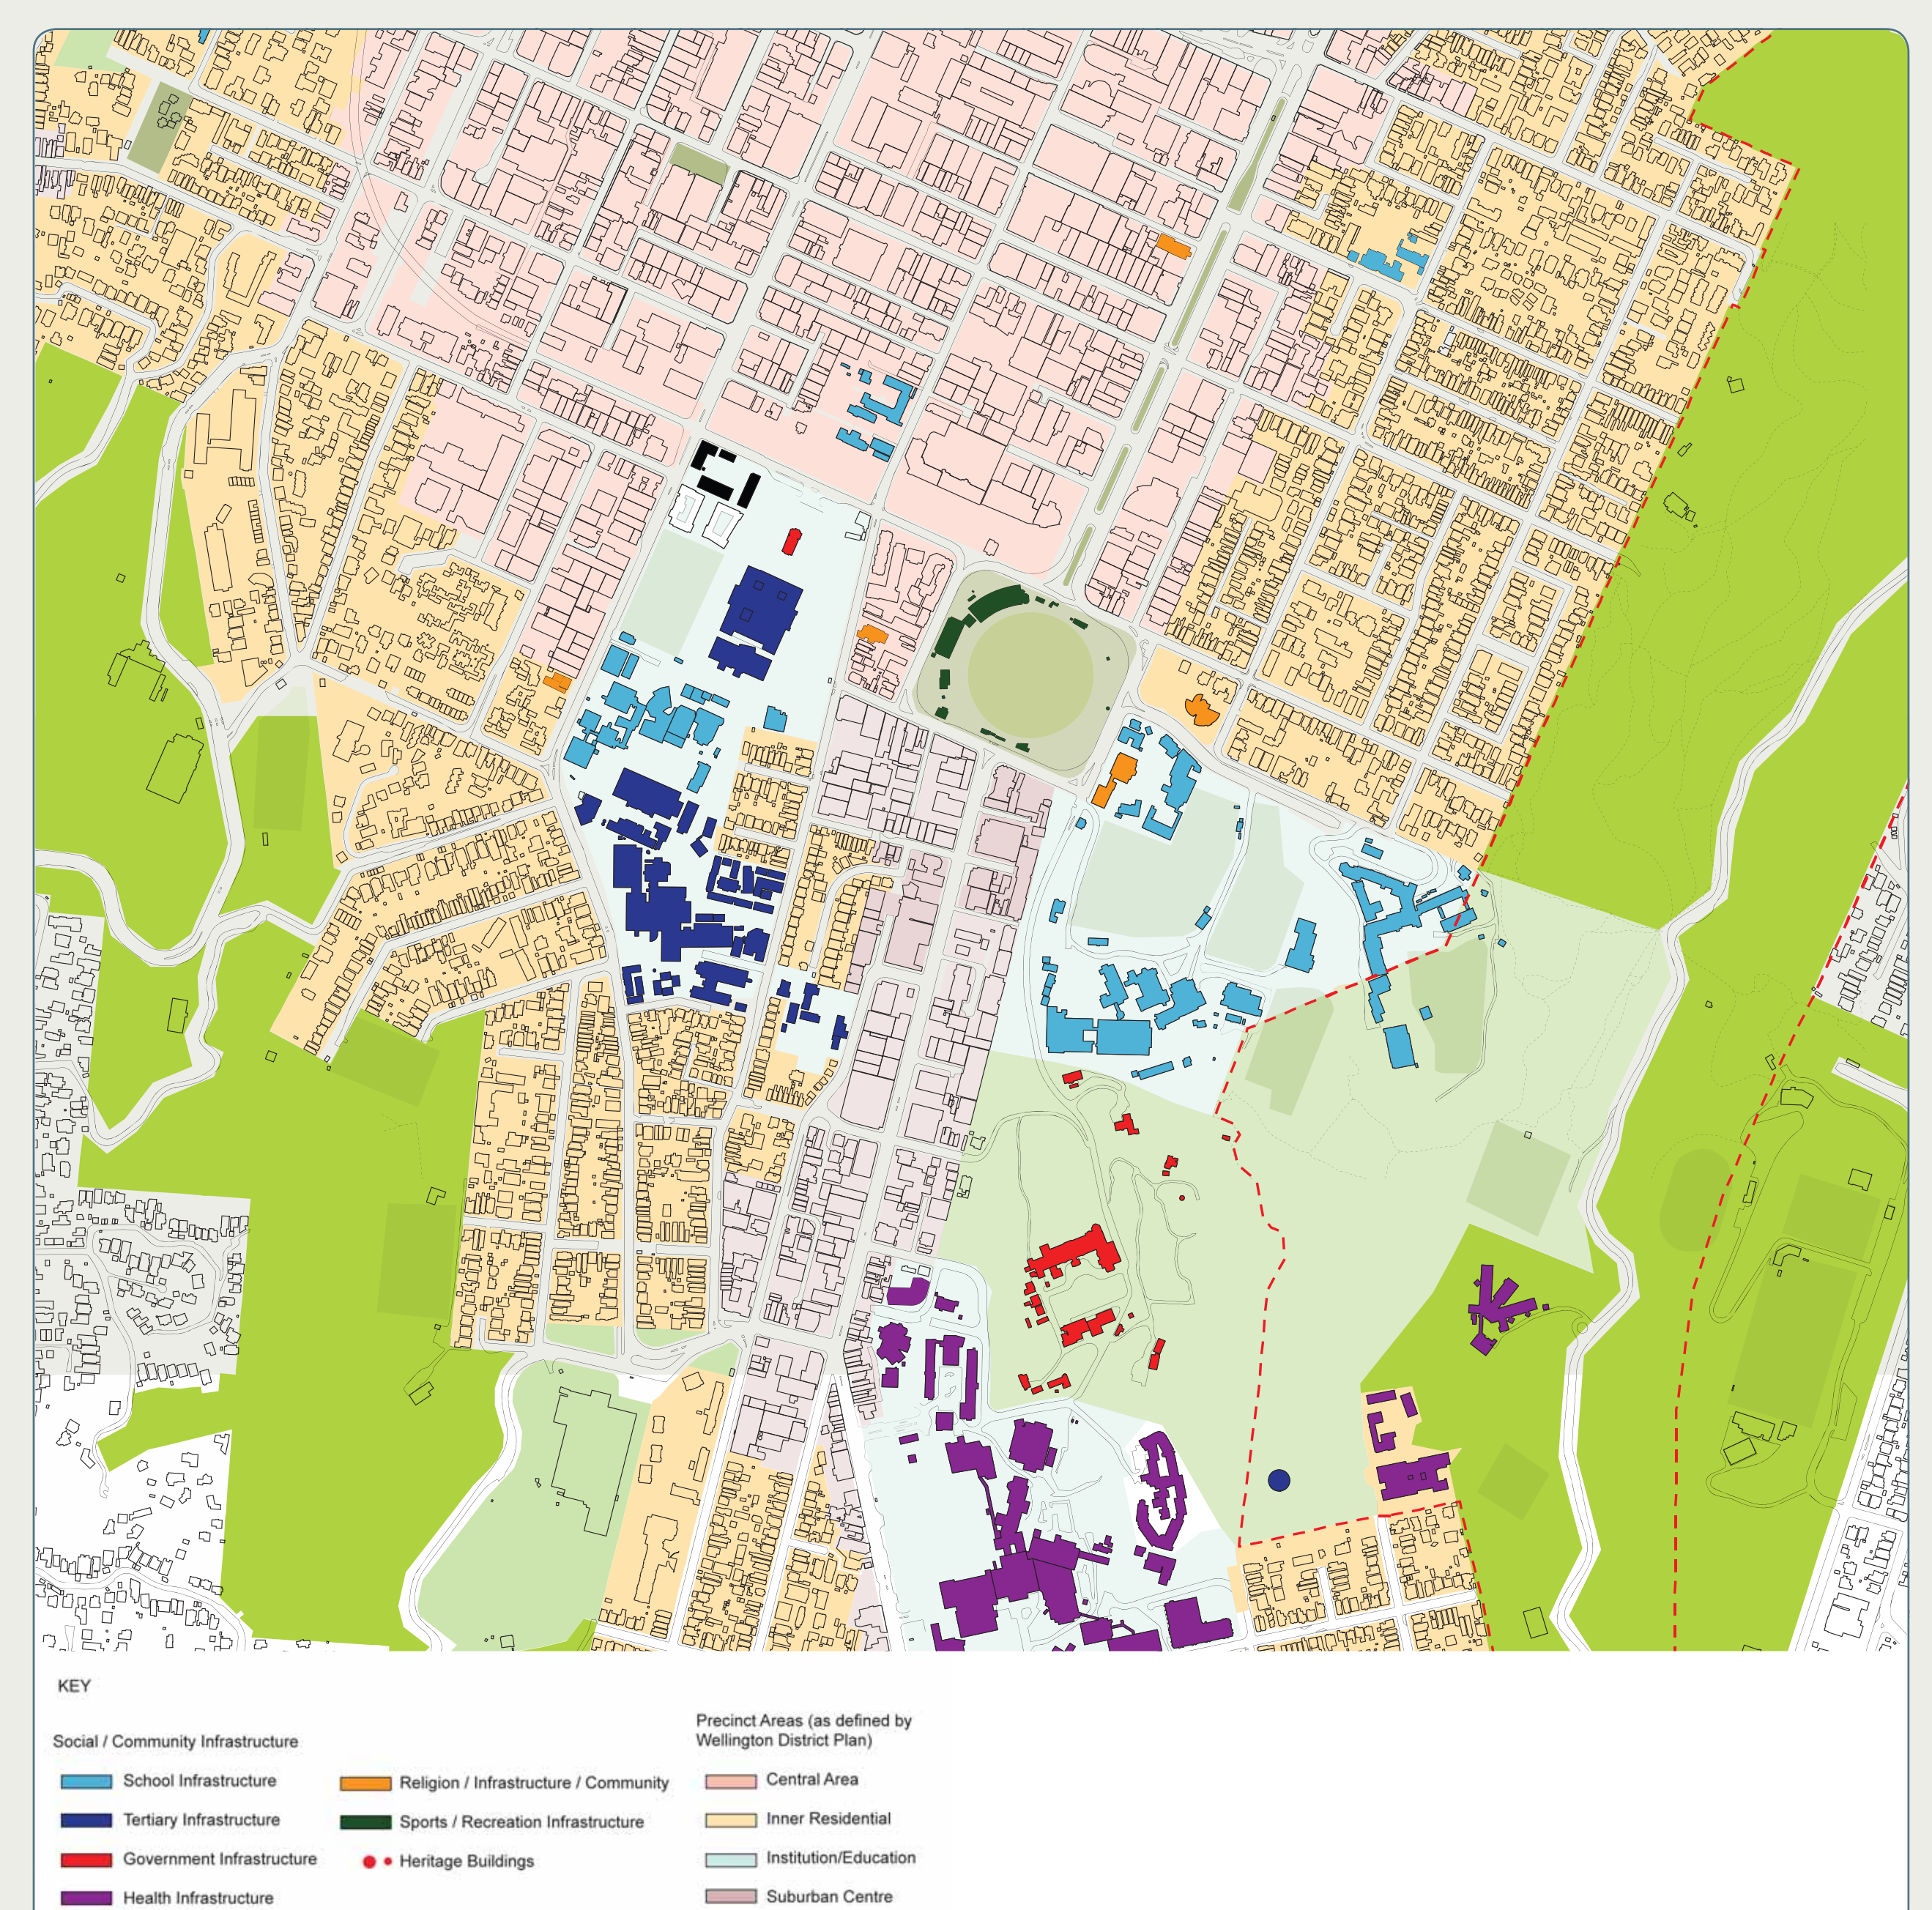 KEY
Social / Community Infrastructure
School Infrastructure
Tertiary Infrastructure
Government Infrastructure
Health Infrastructure
Religion / Infrastructure / Community
Sports / Recreation Infrastructure
Heritage Buildings
Precinct Areas (as defined by
Wellington District Plan)
Central Area
Inner Residential
Institution/Education
Suburban Centre